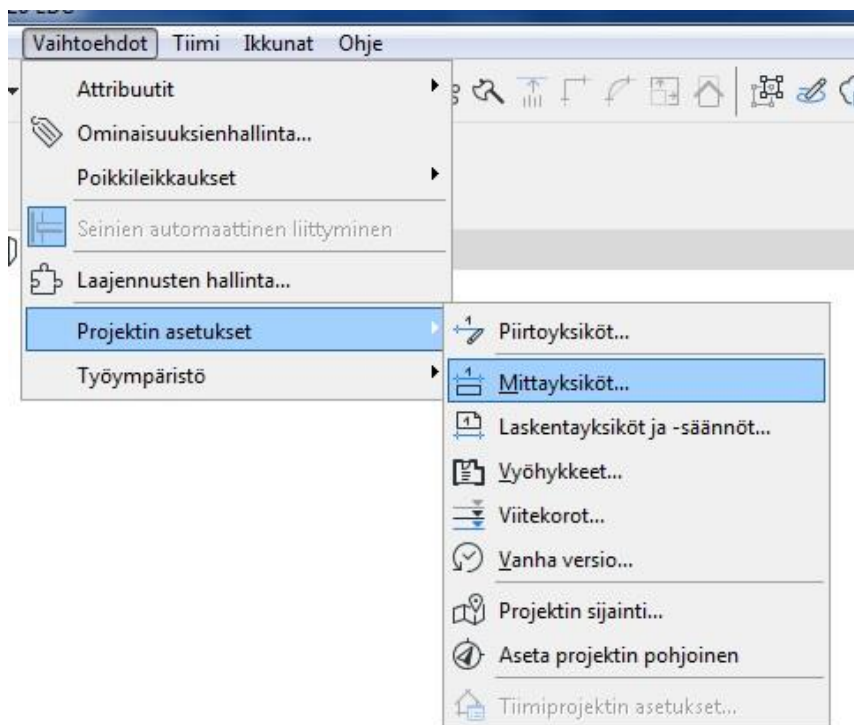 Vaihtoehdot Tiimi Ikkunat Ohje
Attribuutit
Ominaisuuksienhallinta...
Poikkileikkaukset
Seinien automaattinen liittyminen
Laajennusten hallinta...
Projektin asetukset
Työympäristö
Piirtoyksiköt...
Mittayksiköt...
Laskentayksiköt ja -säännöt...
Vyöhykkeet...
Viitekorot...
Vanha versio...
Projektin sijainti...
Aseta projektin pohjoinen
Tiimiprojektin asetukset...